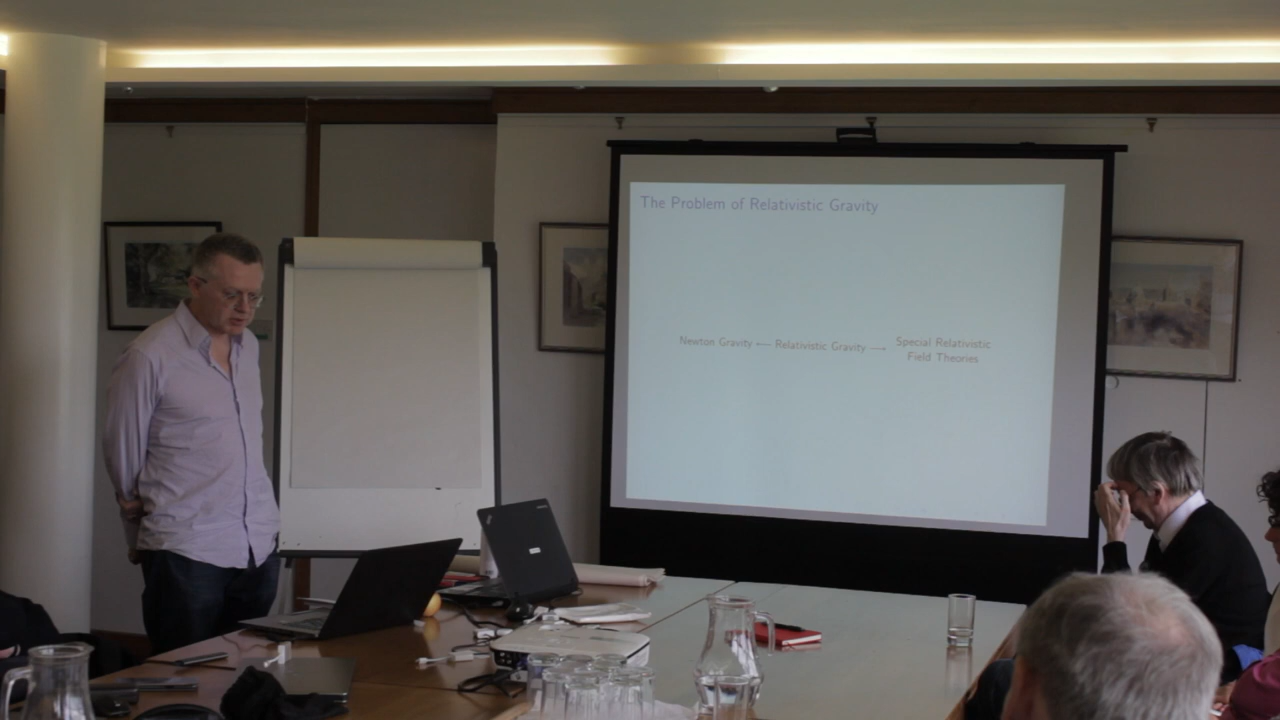 The Problem of Relativistic Gravity
Newton Gravity ← Relativistic Gravity → Special Relativistic
Field Theories